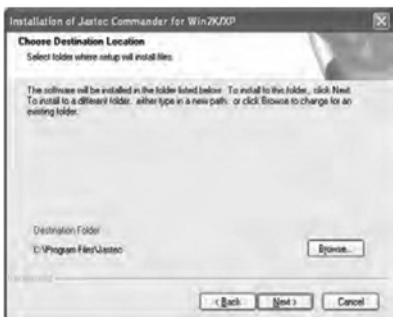 Installation of Jastec Commander for Win2K/XP
Choose Destination Location
Select folder where setup will install files.
The software will be installed in the folder listed below. To install to this folder, click Next.
To install to a different folder, either type in a new path, or click Browse to change for an
existing folder.
Destination Folder
C:\Program Files\Jastec
Browse...
< Back
Next >
Cancel